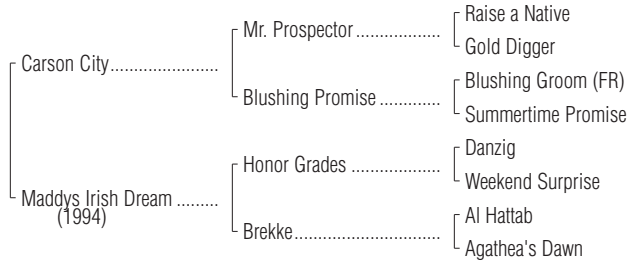 Raise a Native
Mr. Prospector ..................
Gold Digger
Carson City.......................
Blushing Groom (FR)
Blushing Promise .............
Summertime Promise
Danzig
Honor Grades ...................
Weekend Surprise
Maddys Irish Dream .........
(1994)
Al Hattab
Brekke...............................
Agathea's Dawn